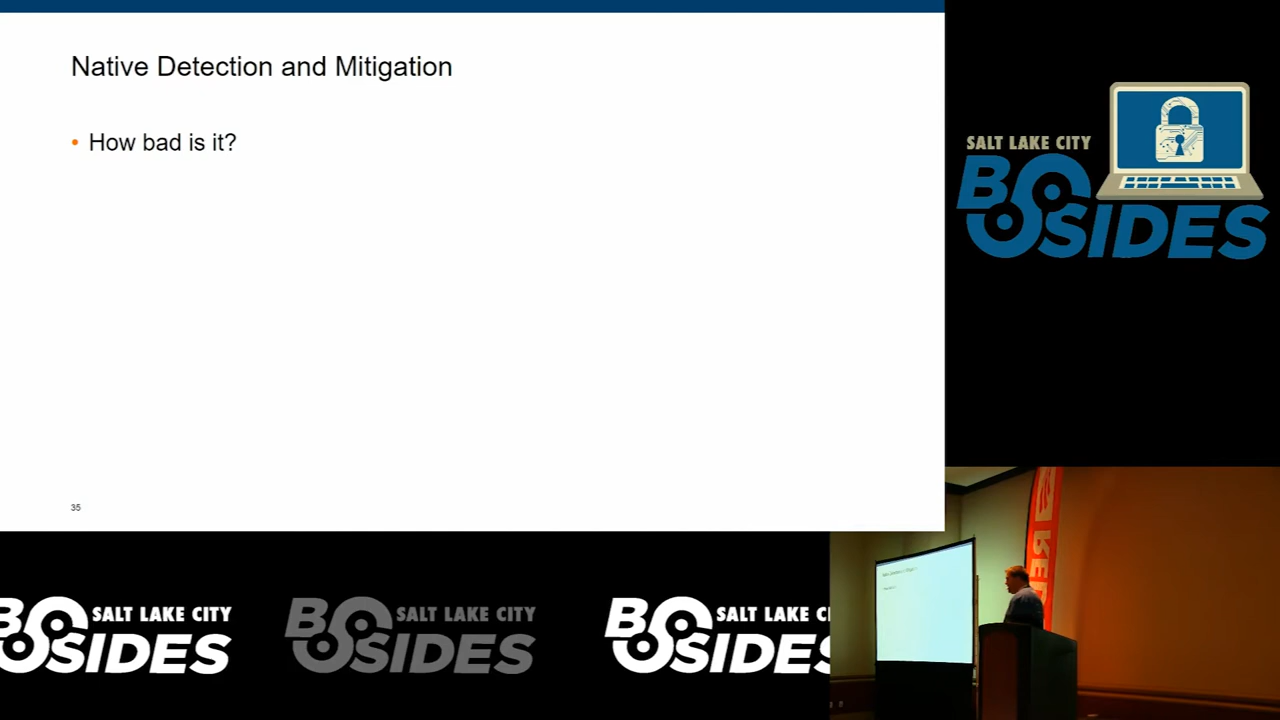 Native Detection and Mitigation
• How bad is it?
35
SALT LAKE CITY
BSIDES
SALT LAKE CITY
BSIDES
SALT LAKE CITY
BSIDES
SALT LAKE CITY
BSIDES
RE